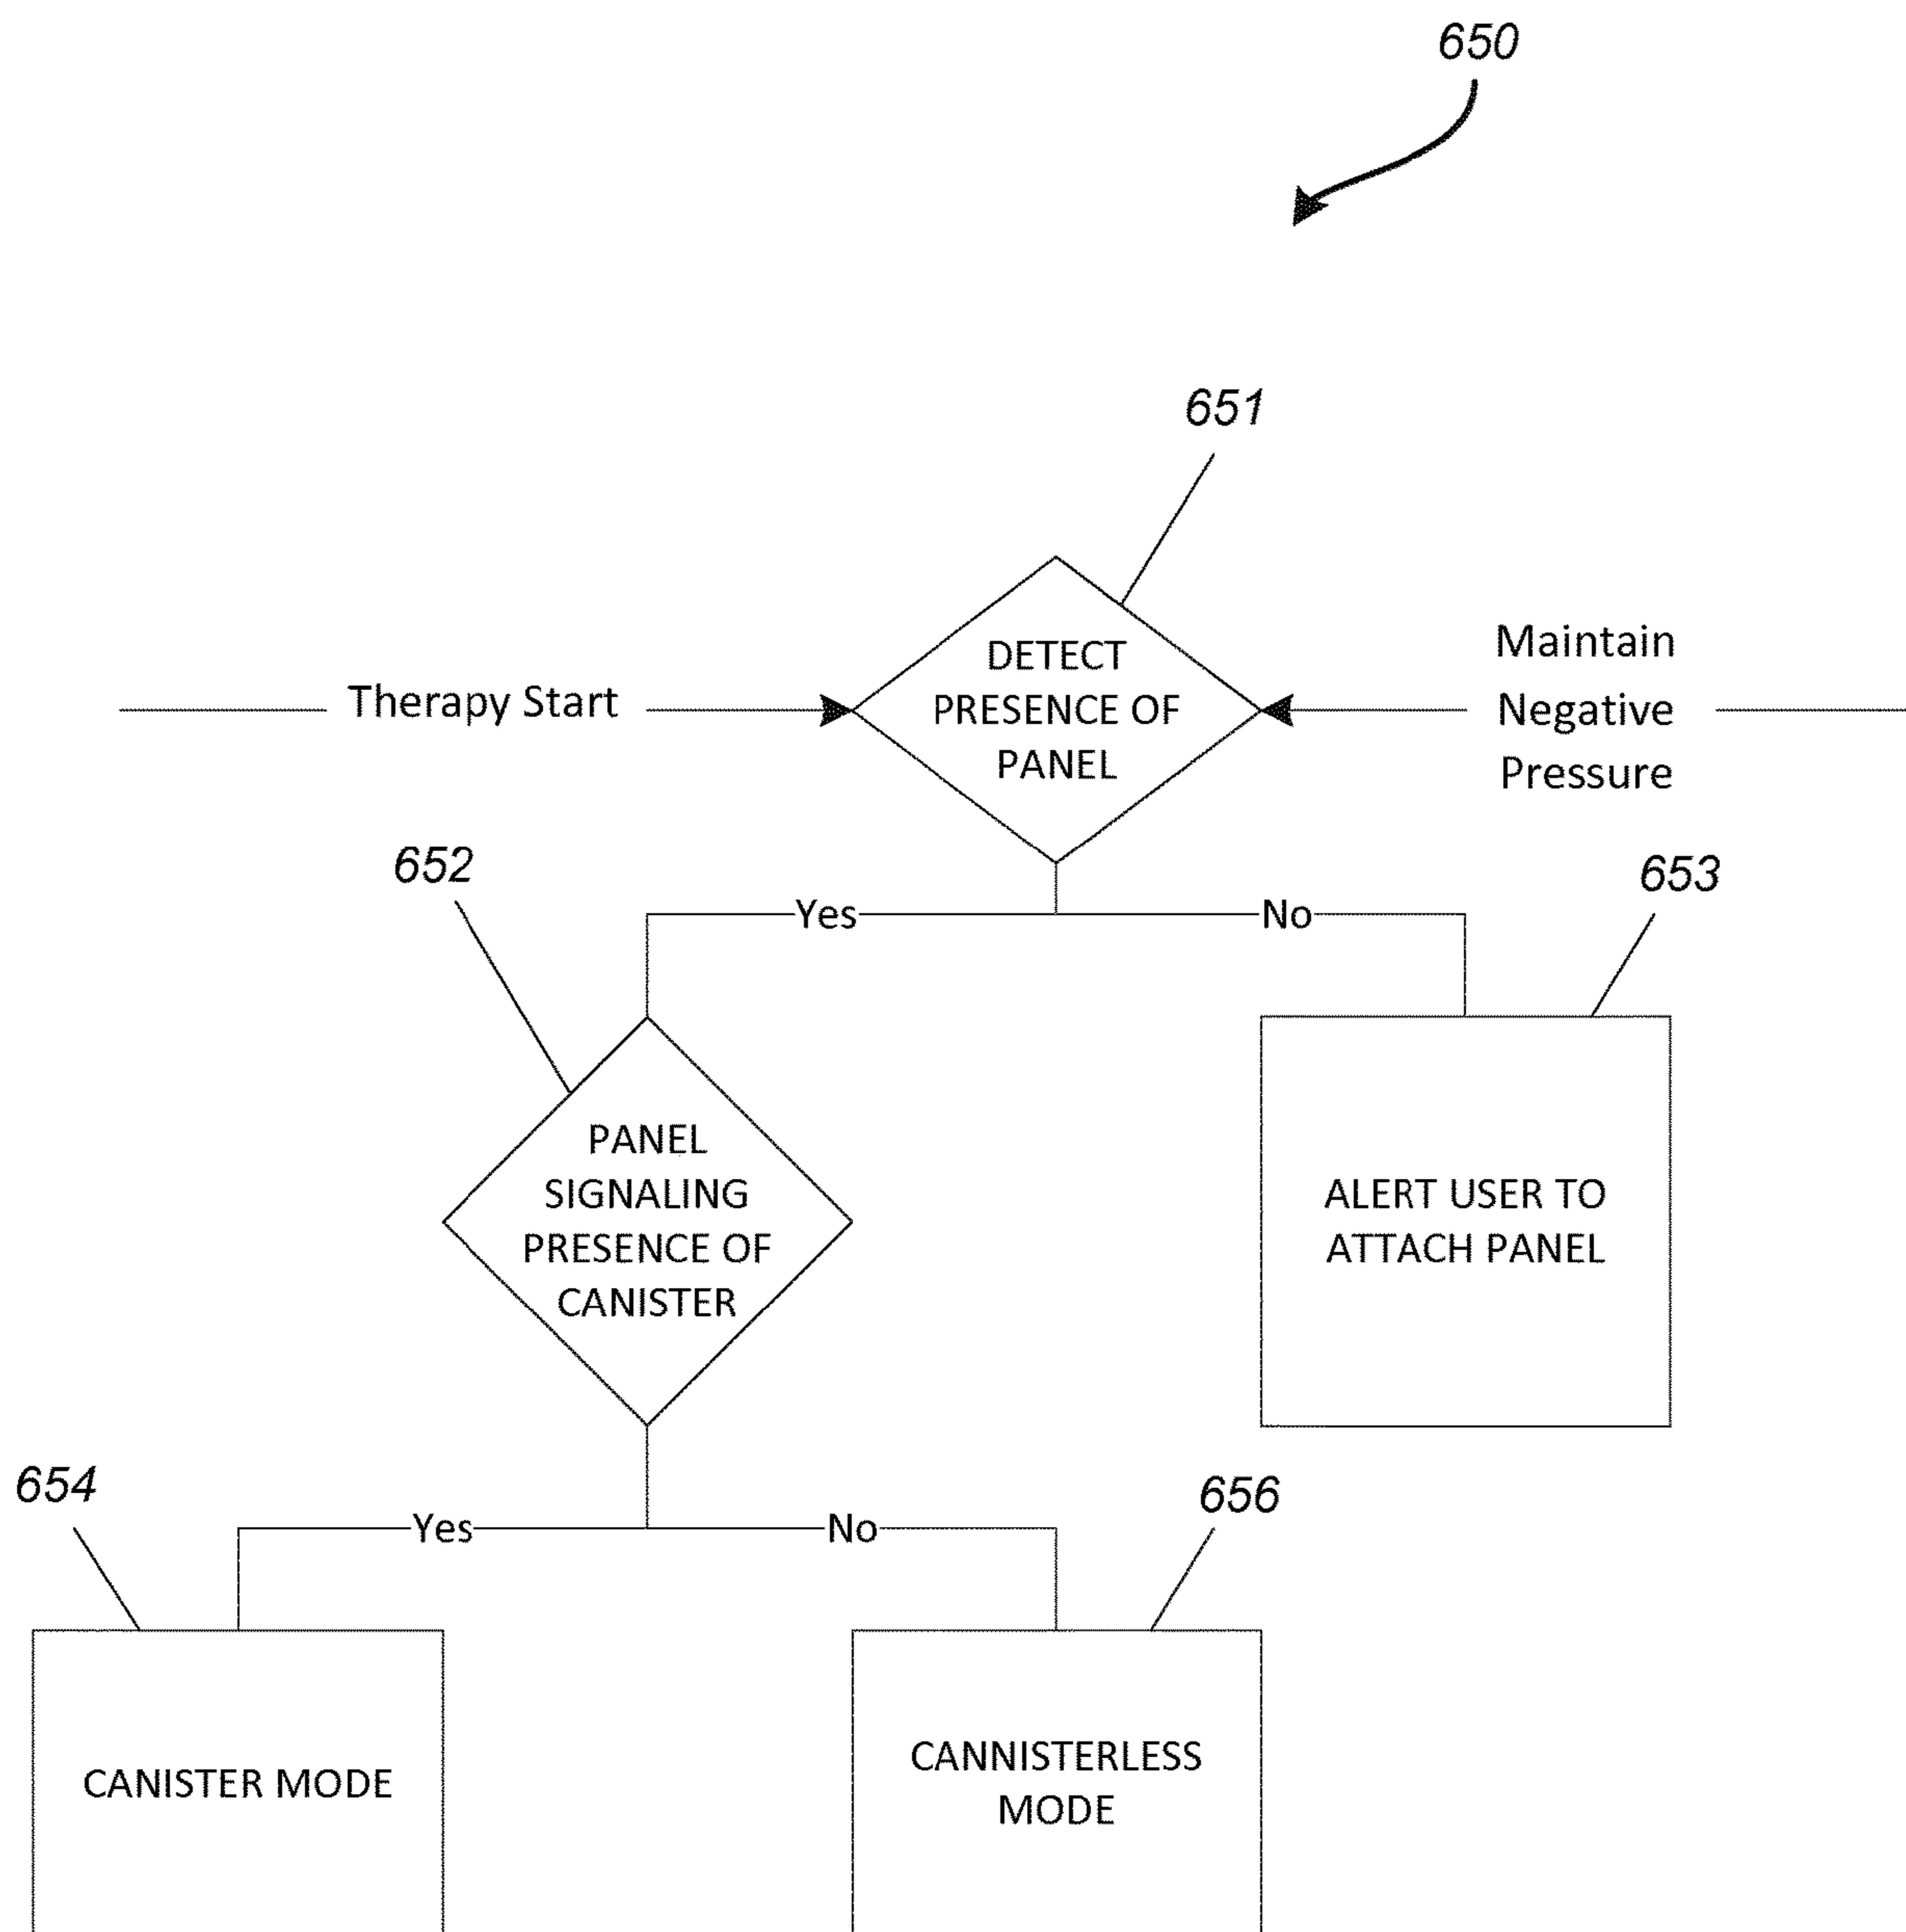 650
651
Therapy Start
DETECT
PRESENCE OF
PANEL
Maintain
Negative
Pressure
652
653
Yes
No
PANEL
SIGNALING
PRESENCE OF
CANISTER
ALERT USER TO
ATTACH PANEL
654
656
Yes
No
CANISTER MODE
CANNISTERLESS
MODE